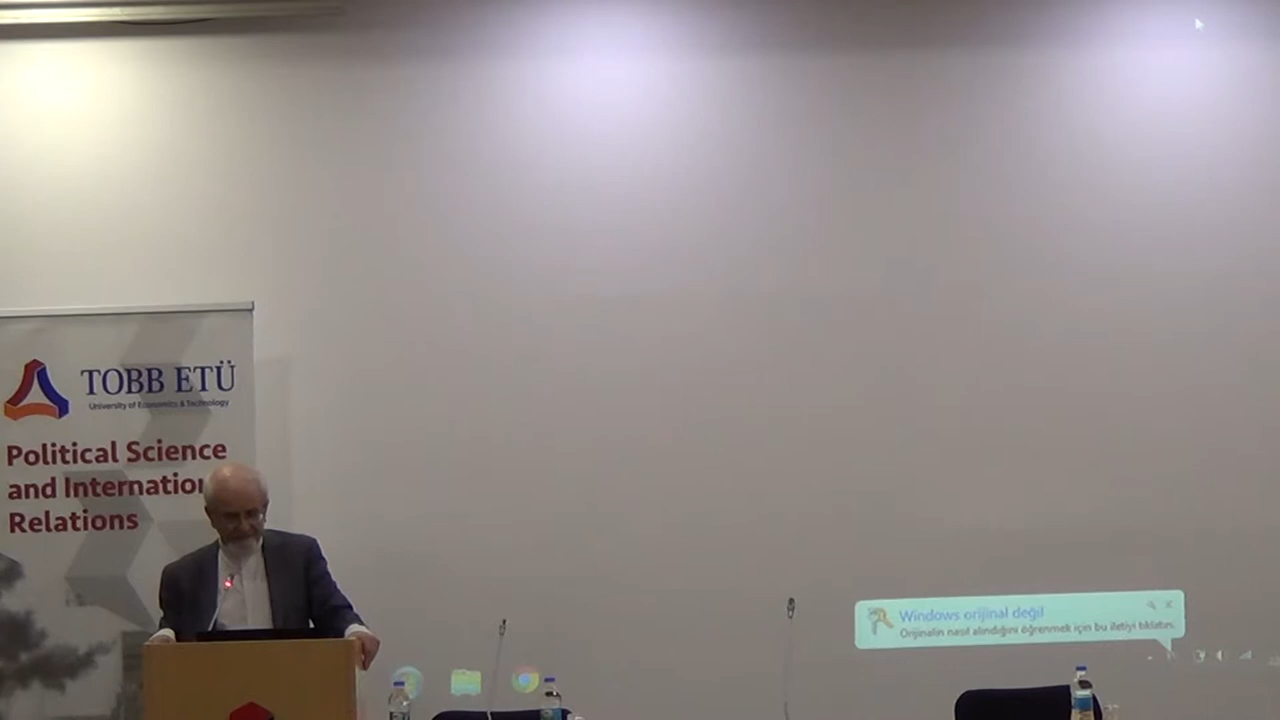 TOBB ETÜ
University of Economics & Technology
Political Science
and Internation
Relations
Windows orijinal değil
Orijinalin nasıl alındığını öğrenmek için bu iletiyi tıklatın.